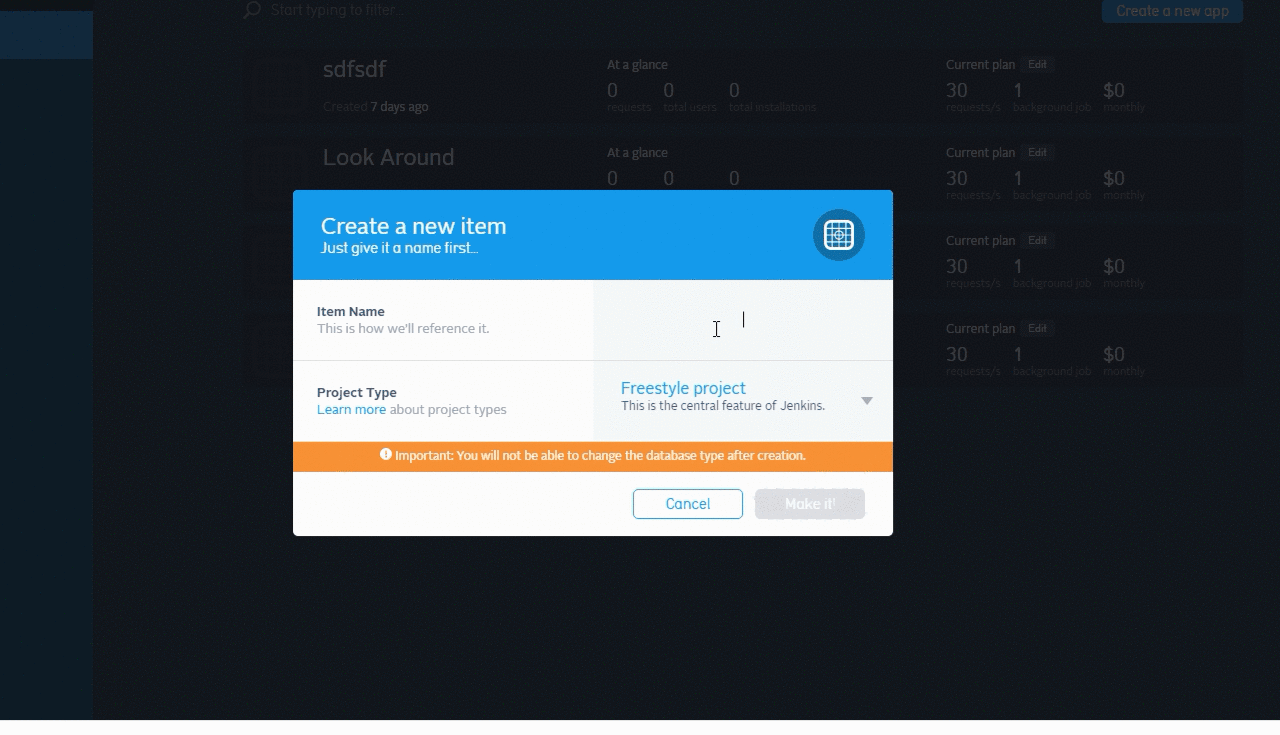 Start typing to filter...
Create a new app
sdfsdf
At a glance
Current plan Edit
0 0 0
30 1 $0
Created 7 days ago
requests total users total installations
requests/s background job monthly
Look Around
At a glance
Current plan Edit
0 0 0
30 1 $0
requests/s background job monthly
Create a new item
Just give it a name first...
Current plan Edit
30 1 $0
requests/s background job monthly
Item Name
This is how we'll reference it.
Current plan Edit
30 1 $0
requests/s background job monthly
Project Type
Learn more about project types
Freestyle project
This is the central feature of Jenkins.
Important: You will not be able to change the database type after creation.
Cancel
Make it!